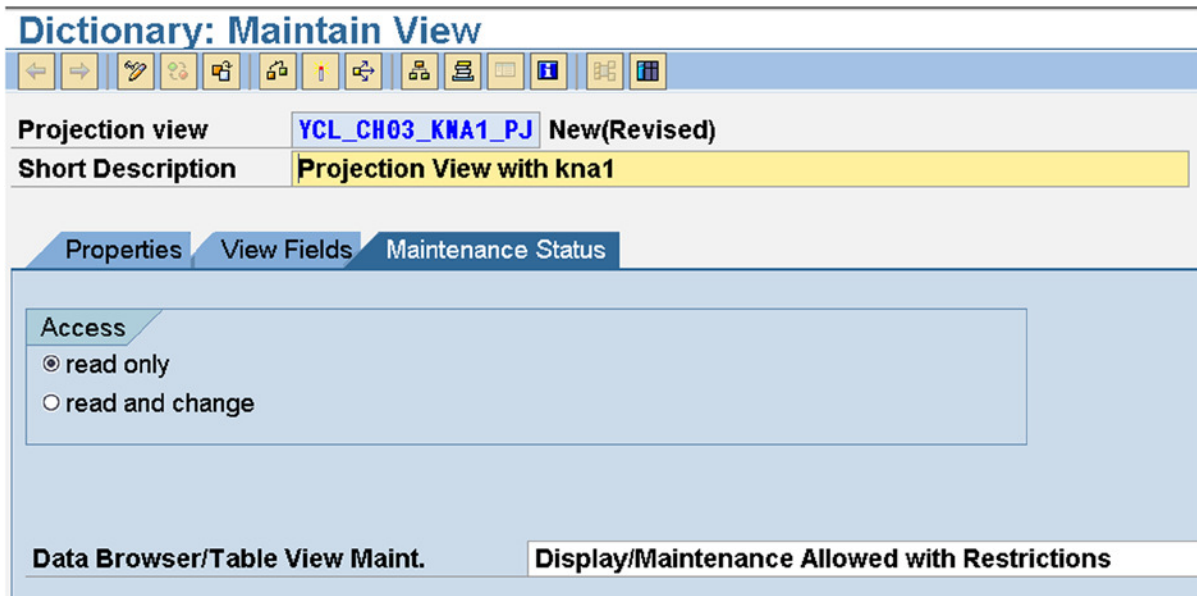 Dictionary: Maintain View
Projection view YCL_CH03_KNA1_PJ New(Revised)
Short Description Projection View with kna1
Properties View Fields Maintenance Status
Access
read only
read and change
Data Browser/Table View Maint. Display/Maintenance Allowed with Restrictions